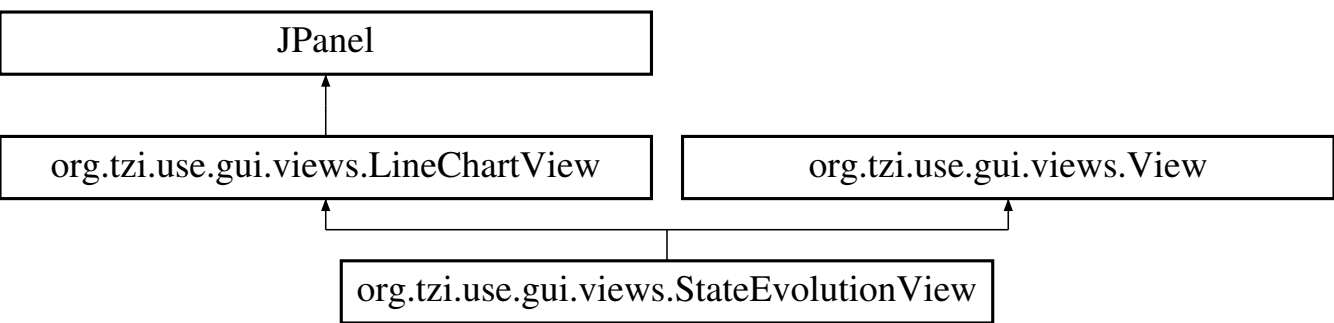 JPanel
org.tzi.use.gui.views.LineChartView
org.tzi.use.gui.views.View
org.tzi.use.gui.views.StateEvolutionView